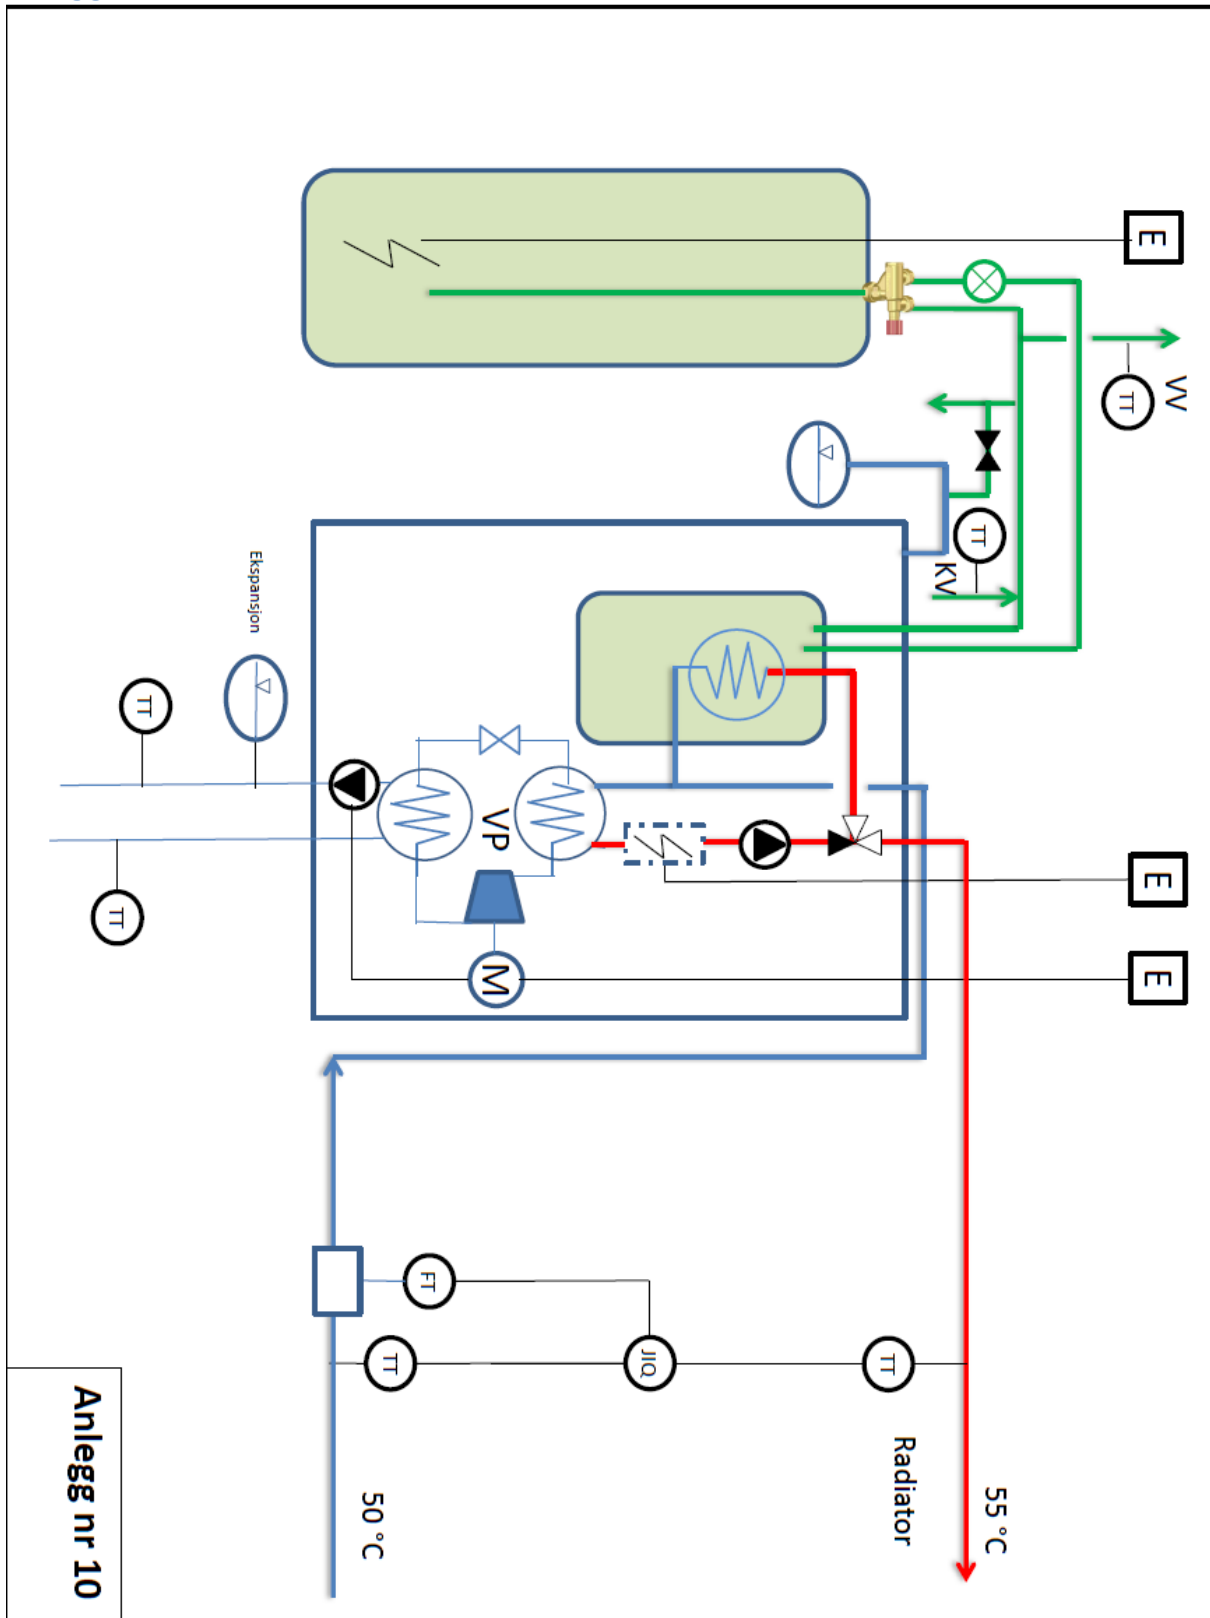 VV
E
E
E
TT
55 °C
TT
KV
Radiator
TT
JIQ
VP
M
FT
TT
50 °C
Ekspansjon
TT
TT
Anlegg nr 10